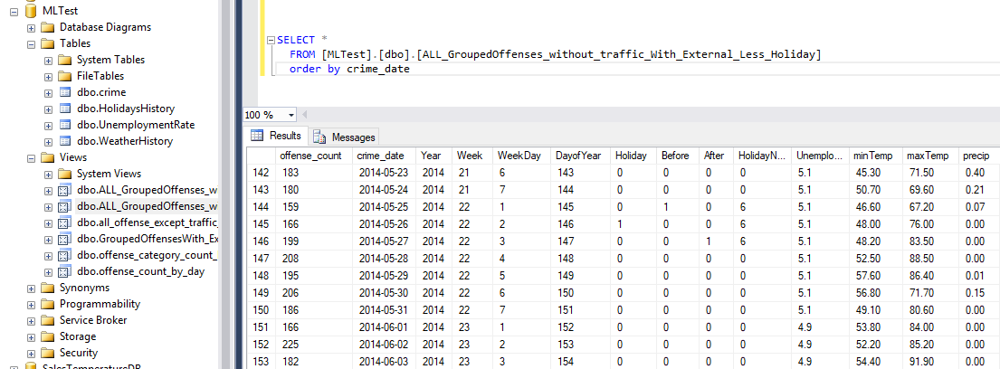 MLTest
Database Diagrams
Tables
System Tables
FileTables
dbo.crime
dbo.HolidaysHistory
dbo.UnemploymentRate
dbo.WeatherHistory
Views
System Views
dbo.ALL_GroupedOffenses_w
dbo.ALL_GroupedOffenses_w
dbo.all_offense_except_traffic_
dbo.GroupedOffensesWith_Ex
dbo.offense_category_count_
dbo.offense_count_by_day
Synonyms
Programmability
Service Broker
Storage
Security
SalesTemperatureDB
SELECT *
FROM [MLTest].[dbo].[ALL_GroupedOffenses_without_traffic_With_External_Less_Holiday]
order by crime_date
100 %
Results Messages
offense_count crime_date Year Week WeekDay DayofYear Holiday Before After HolidayN... Unemplo... minTemp maxTemp precip
142 183 2014-05-23 2014 21 6 143 0 0 0 6 5.1 45.30 71.50 0.40
143 180 2014-05-24 2014 21 7 144 0 0 0 6 5.1 50.70 69.60 0.21
144 159 2014-05-25 2014 22 1 145 0 1 0 6 5.1 46.60 67.20 0.07
145 166 2014-05-26 2014 22 2 146 1 0 0 6 5.1 48.00 76.00 0.00
146 199 2014-05-27 2014 22 3 147 0 0 1 6 5.1 48.20 83.50 0.00
147 208 2014-05-28 2014 22 4 148 0 0 0 0 5.1 52.50 88.50 0.00
148 195 2014-05-29 2014 22 5 149 0 0 0 0 5.1 57.60 86.40 0.01
149 206 2014-05-30 2014 22 6 150 0 0 0 0 5.1 56.80 71.70 0.15
150 186 2014-05-31 2014 22 7 151 0 0 0 0 5.1 49.10 80.60 0.00
151 166 2014-06-01 2014 23 1 152 0 0 0 0 4.9 53.80 84.00 0.00
152 225 2014-06-02 2014 23 2 153 0 0 0 0 4.9 52.20 85.20 0.00
153 182 2014-06-03 2014 23 3 154 0 0 0 0 4.9 54.40 91.90 0.00